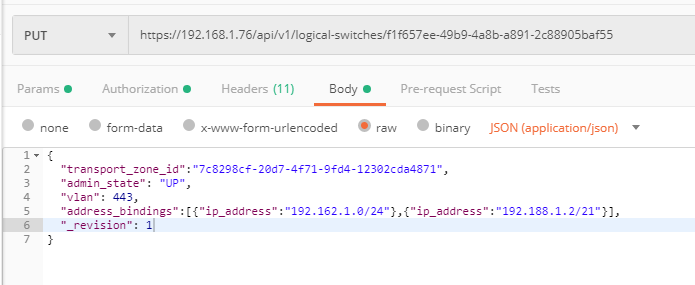 PUT https://192.168.1.76/api/v1/logical-switches/f1f657ee-49b9-4a8b-a891-2c88905baf55
Params Authorization Headers (11) Body Pre-request Script Tests
none form-data x-www-form-urlencoded raw binary JSON (application/json)
1 {
2 "transport_zone_id":"7c8298cf-20d7-4f71-9fd4-12302cda4871",
3 "admin_state": "UP",
4 "vlan": 443,
5 "address_bindings":[{"ip_address":"192.162.1.0/24"},{"ip_address":"192.188.1.2/21"}],
6 "_revision": 1
7 }